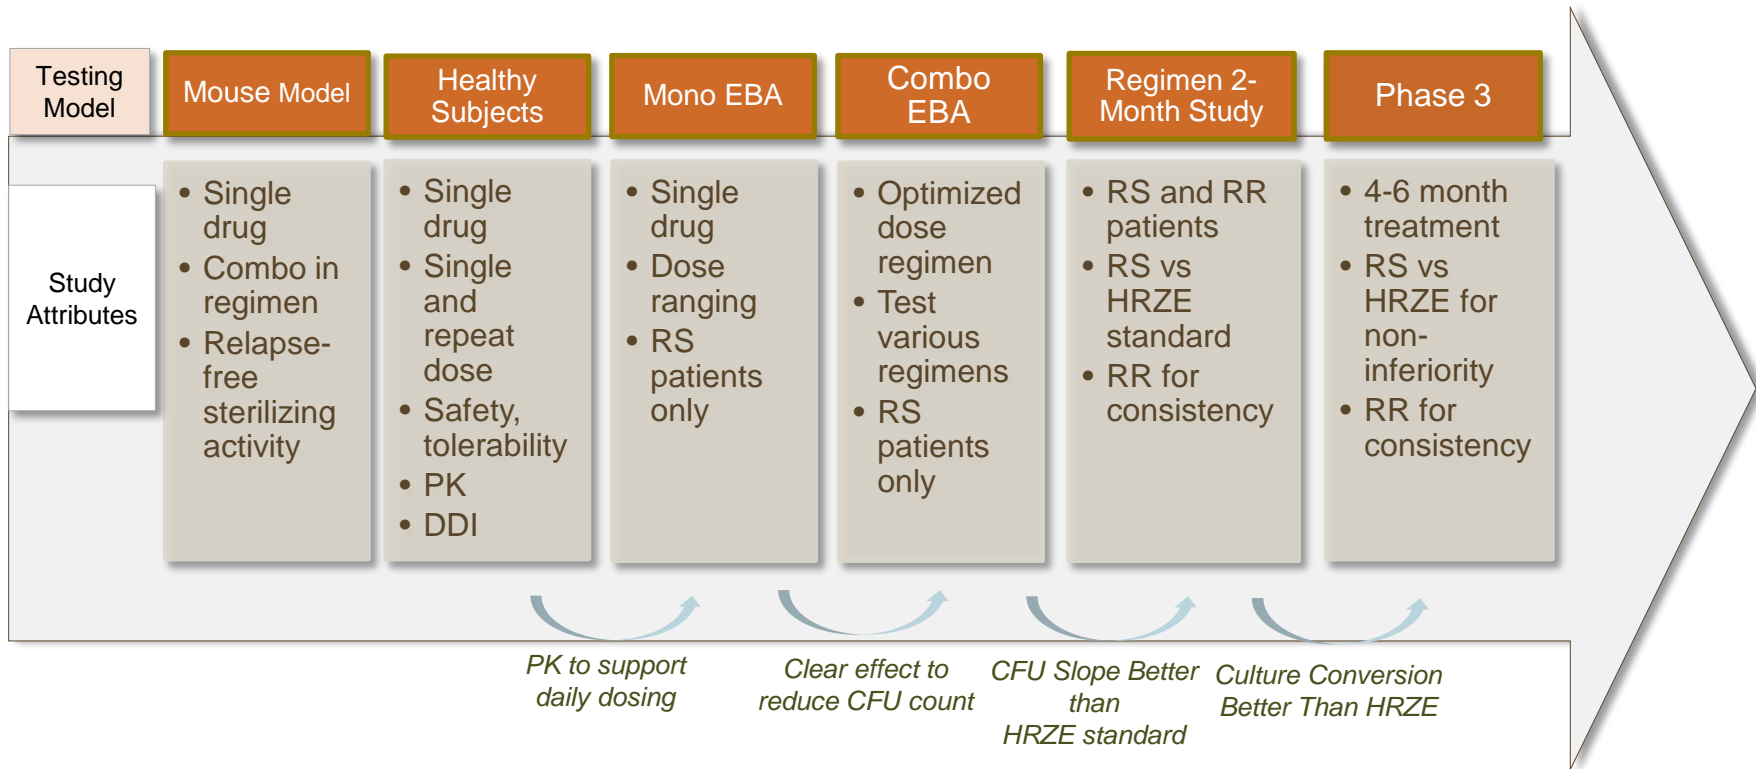 Testing
Model
Mouse Model
Healthy
Subjects
Mono EBA
Combo
EBA
Regimen 2-
Month Study
Phase 3
Study
Attributes
• Single
drug
• Combo in
regimen
• Relapse-
free
sterilizing
activity
• Single
drug
• Single
and
repeat
dose
• Safety,
tolerability
• PK
• DDI
• Single
drug
• Dose
ranging
• RS
patients
only
• Optimized
dose
regimen
• Test
various
regimens
• RS
patients
only
• RS and RR
patients
• RS vs
HRZE
standard
• RR for
consistency
• 4-6 month
treatment
• RS vs
HRZE for
non-
inferiority
• RR for
consistency
PK to support
daily dosing
Clear effect to
reduce CFU count
CFU Slope Better
than
HRZE standard
Culture Conversion
Better Than HRZE